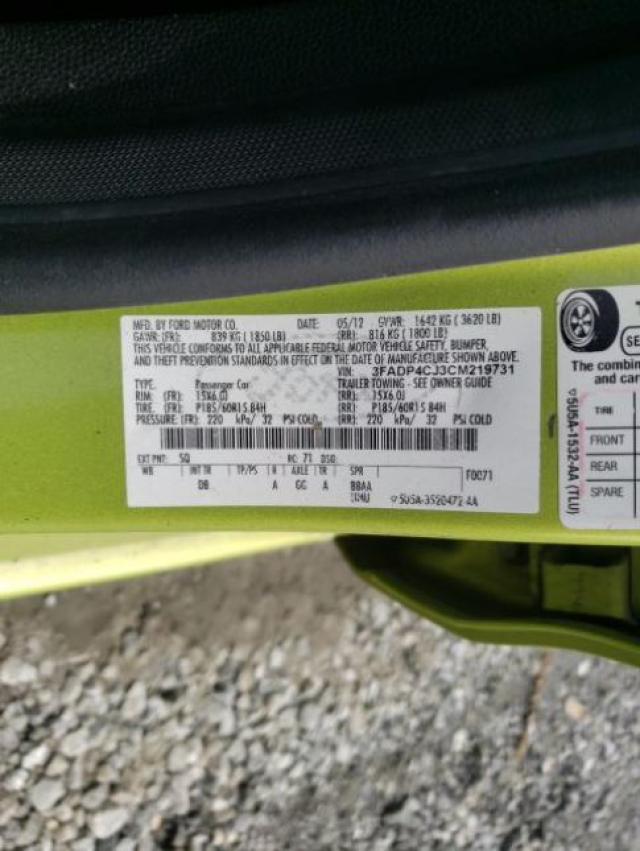 MFD. BY FORD MOTOR CO. DATE: 05/12 GVWR: 1642 KG ( 3620 LB)
GAWR: (FR): 839 KG ( 1850 LB) (RR): 816 KG ( 1800 LB)
THIS VEHICLE CONFORMS TO ALL APPLICABLE FEDERAL MOTOR VEHICLE SAFETY, BUMPER,
AND THEFT PREVENTION STANDARDS IN EFFECT ON THE DATE OF MANUFACTURE SHOWN ABOVE.
VIN: 3FADP4CJ3CM219731
TYPE: Passenger Car TRAILER TOWING - SEE OWNER GUIDE
RIM: (FR): 15X6.0J (RR): 15X6.0J
TIRE: (FR): P185/60R15 84H (RR): P185/60R15 84H
PRESSURE: (FR): 220 kPa/ 32 PSI COLD (RR): 220 kPa/ 32 PSI COLD
EXT PNT: SQ RC: 71 DSO:
WB INT TR TP/PS R AXLE TR SPR F0071
DB A GC A BBAA
5U5A-3520472-AA
SE
The combine
and car
TIRE
FRONT
REAR
SPARE
5U5A-1532-AA (TLU)